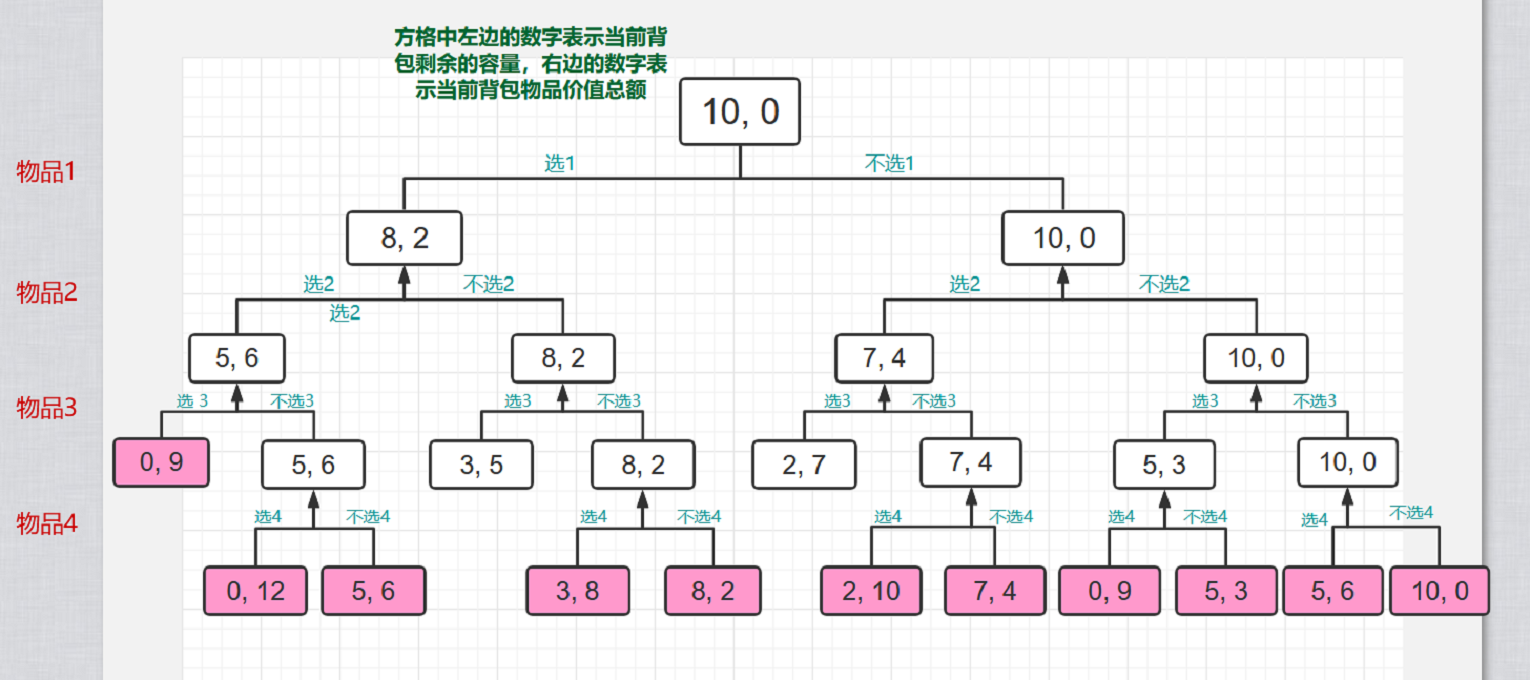 方格中左边的数字表示当前背
包剩余的容量，右边的数字表
示当前背包物品价值总额
10, 0
物品1
选1
不选1
8, 2
10, 0
物品2
选2
不选2
选2
不选2
选2
5, 6
8, 2
7, 4
10, 0
物品3
选 3
不选3
选3
不选3
选3
不选3
选3
不选3
0, 9
5, 6
3, 5
8, 2
2, 7
7, 4
5, 3
10, 0
物品4
选4
不选4
选4
不选4
选4
不选4
选4
不选4
选4
不选4
0, 12
5, 6
3, 8
8, 2
2, 10
7, 4
0, 9
5, 3
5, 6
10, 0